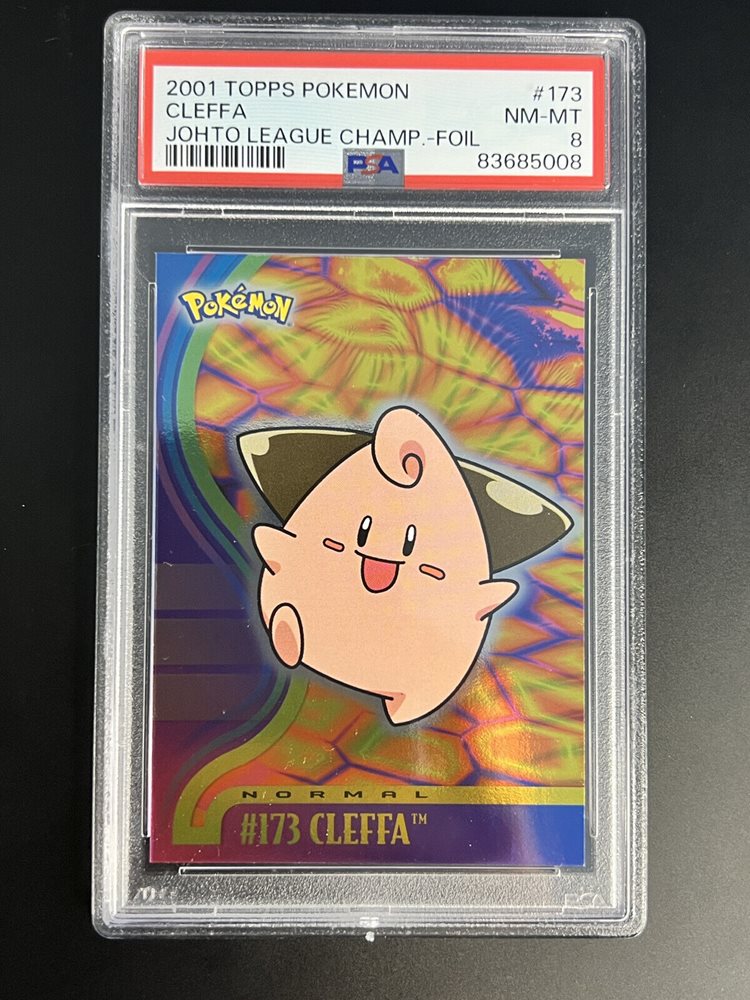 2001 TOPPS POKEMON #173
CLEFFA NM-MT
JOHTO LEAGUE CHAMP.-FOIL 8
PSA 83685008
POKéMON
NORMAL
#173 CLEFFA™